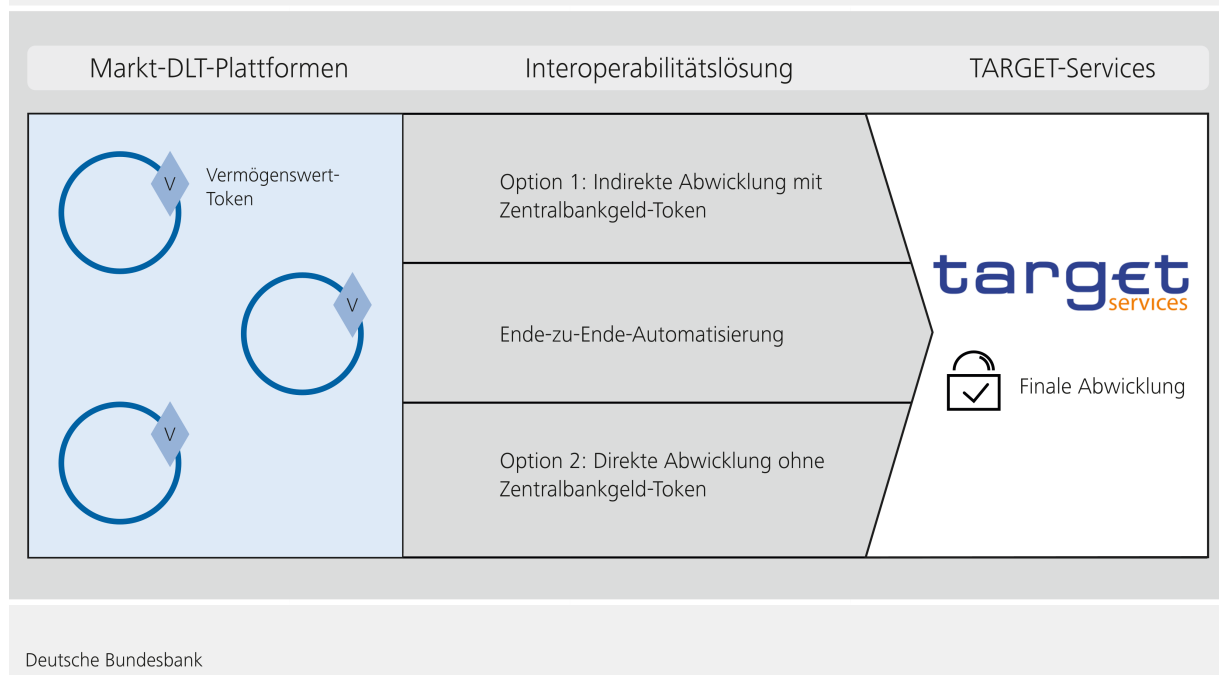 Markt-DLT-Plattformen
Interoperabilitätslösung
TARGET-Services
V
Vermögenswert-
Token
V
V
Option 1: Indirekte Abwicklung mit
Zentralbankgeld-Token
Ende-zu-Ende-Automatisierung
Option 2: Direkte Abwicklung ohne
Zentralbankgeld-Token
target
services
Finale Abwicklung
Deutsche Bundesbank